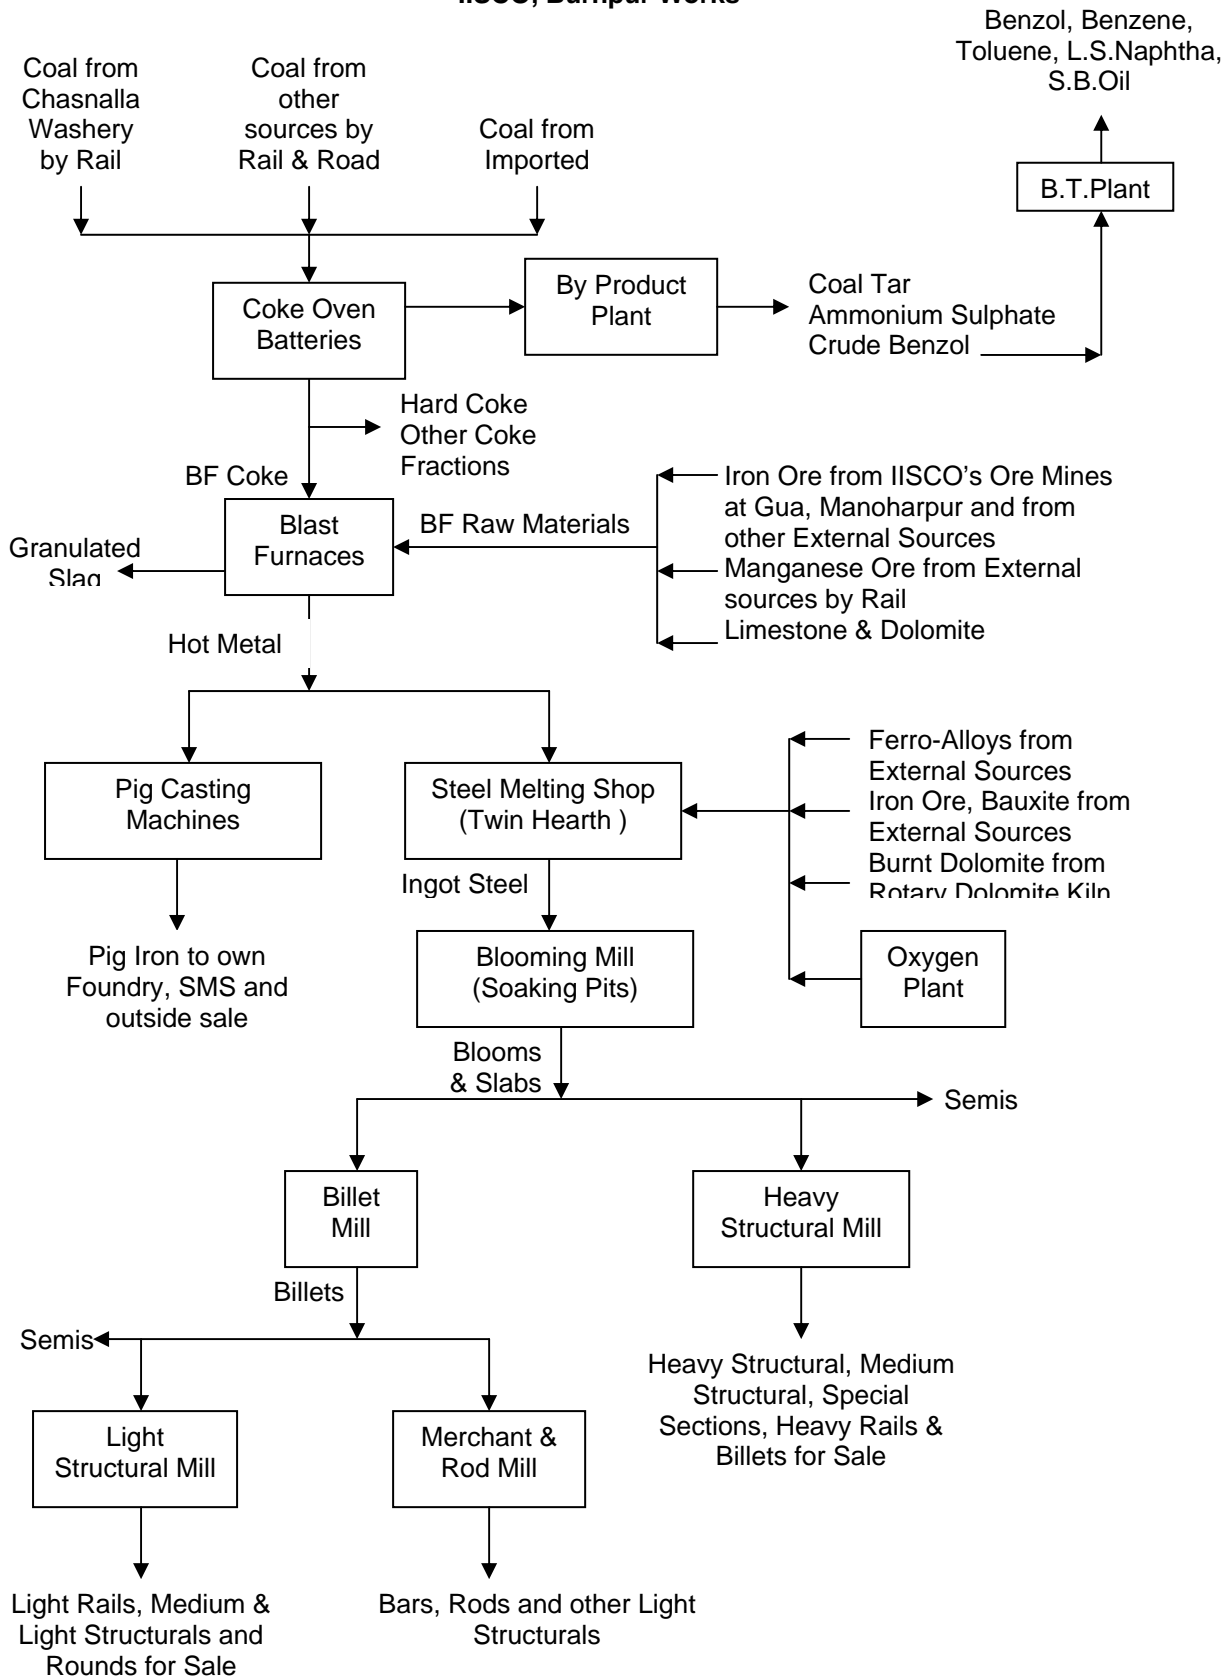 IISCO, Burnpur Works
Benzol, Benzene,
Toluene, L.S.Naphtha,
S.B.Oil
Coal from
Chasnalla
Washery
by Rail
Coal from
other
sources by
Rail & Road
Coal from
Imported
B.T.Plant
Coke Oven
Batteries
By Product
Plant
Coal Tar
Ammonium Sulphate
Crude Benzol
Hard Coke
Other Coke
Fractions
BF Coke
Blast
Furnaces
BF Raw Materials
Iron Ore from IISCO’s Ore Mines
at Gua, Manoharpur and from
other External Sources
Manganese Ore from External
sources by Rail
Limestone & Dolomite
Granulated
Slag
Hot Metal
Pig Casting
Machines
Steel Melting Shop
(Twin Hearth )
Ferro-Alloys from
External Sources
Iron Ore, Bauxite from
External Sources
Burnt Dolomite from
Rotary Dolomite Kiln
Ingot Steel
Pig Iron to own
Foundry, SMS and
outside sale
Blooming Mill
(Soaking Pits)
Oxygen
Plant
Blooms
& Slabs
Semis
Billet
Mill
Heavy
Structural Mill
Billets
Semis
Heavy Structural, Medium
Structural, Special
Sections, Heavy Rails &
Billets for Sale
Light
Structural Mill
Merchant &
Rod Mill
Light Rails, Medium &
Light Structurals and
Rounds for Sale
Bars, Rods and other Light
Structurals